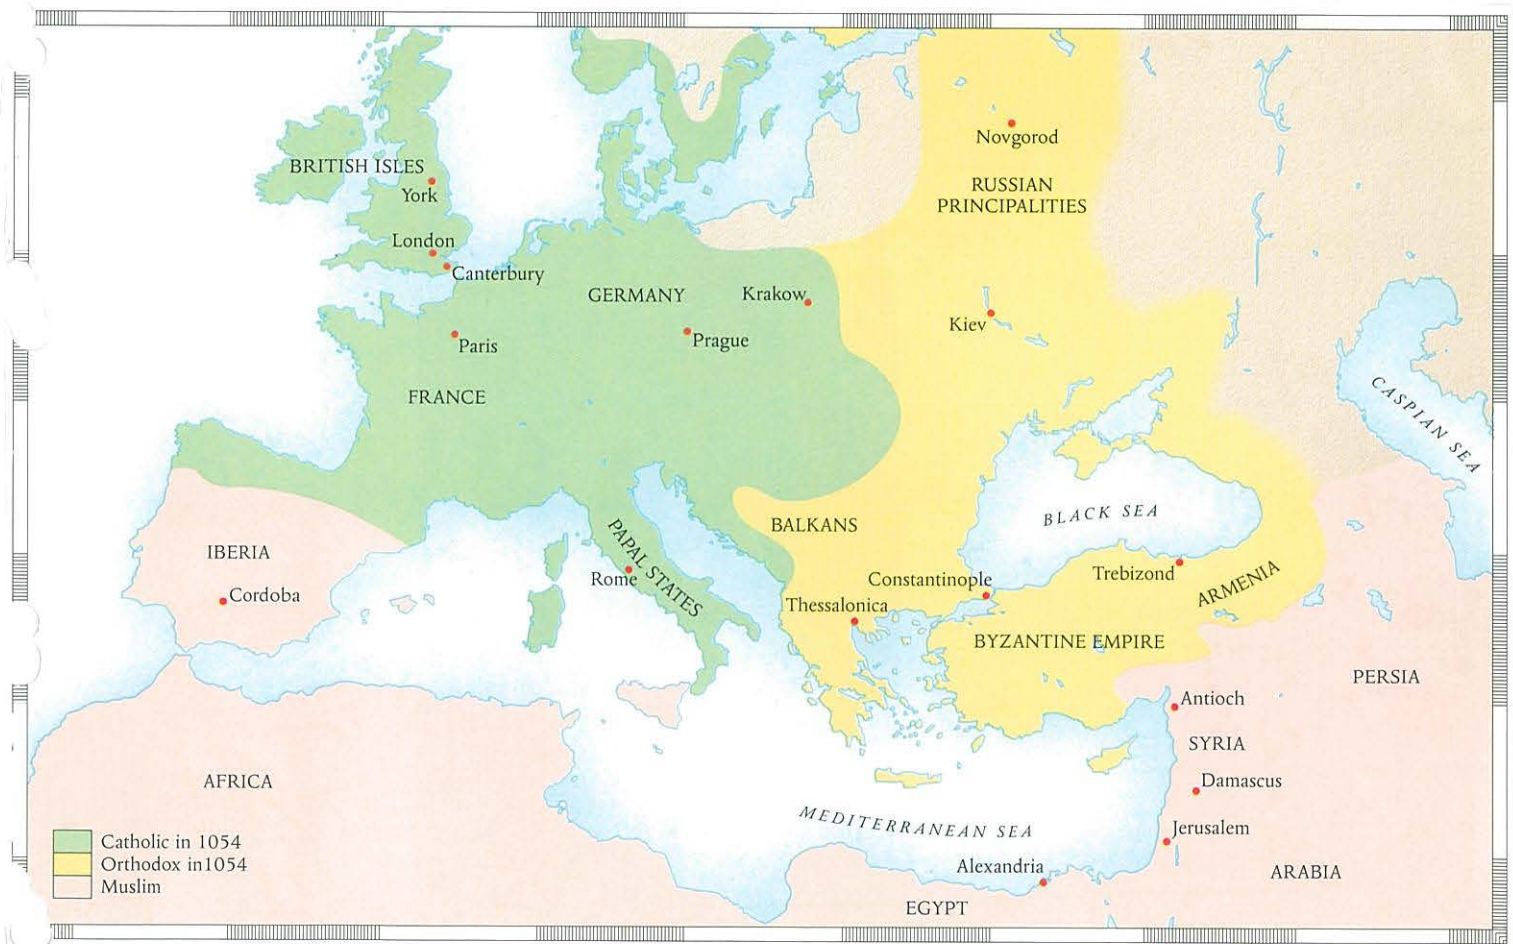 Novgorod
BRITISH ISLES
York
RUSSIAN
PRINCIPALITIES
London
Canterbury
GERMANY
Krakow
Kiev
Paris
Prague
FRANCE
CASPIAN SEA
BLACK SEA
BALKANS
IBERIA
PAPAL STATES
Rome
Constantinople
Trebizond
ARMENIA
Cordoba
Thessalonica
BYZANTINE EMPIRE
PERSIA
Antioch
SYRIA
AFRICA
Damascus
MEDITERRANEAN SEA
Jerusalem
Catholic in 1054
Orthodox in1054
Muslim
Alexandria
ARABIA
EGYPT